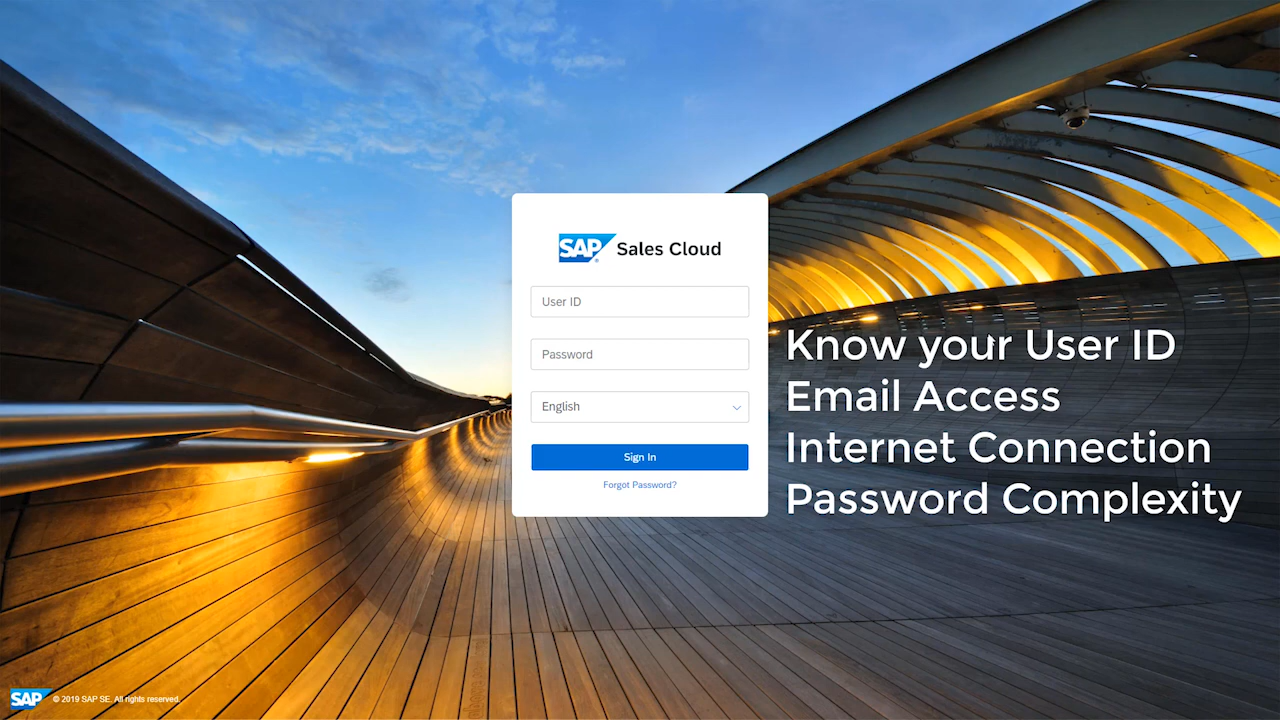 SAP Sales Cloud
User ID
Password
English
Sign In
Forgot Password?
Know your User ID
Email Access
Internet Connection
Password Complexity
SAP © 2019 SAP SE. All rights reserved.